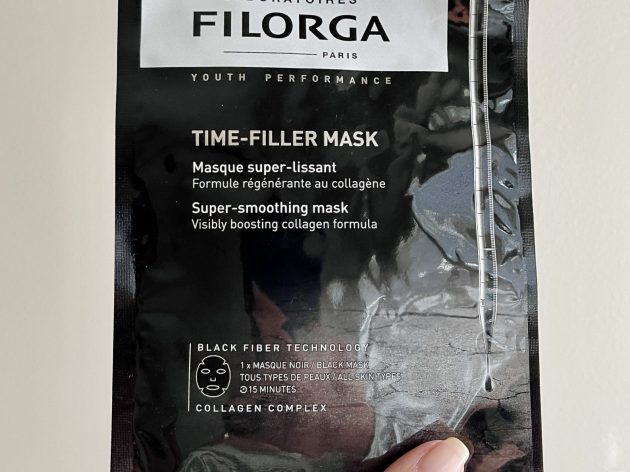 LABORATOIRES
FILORGA
PARIS
YOUTH PERFORMANCE
TIME-FILLER MASK
Masque super-lissant
Formule régénérante au collagène
Super-smoothing mask
Visibly boosting collagen formula
BLACK FIBER TECHNOLOGY
1 x MASQUE NOIR / BLACK MASK
TOUS TYPES DE PEAUX / ALL SKIN TYPES
15 MINUTES
COLLAGEN COMPLEX